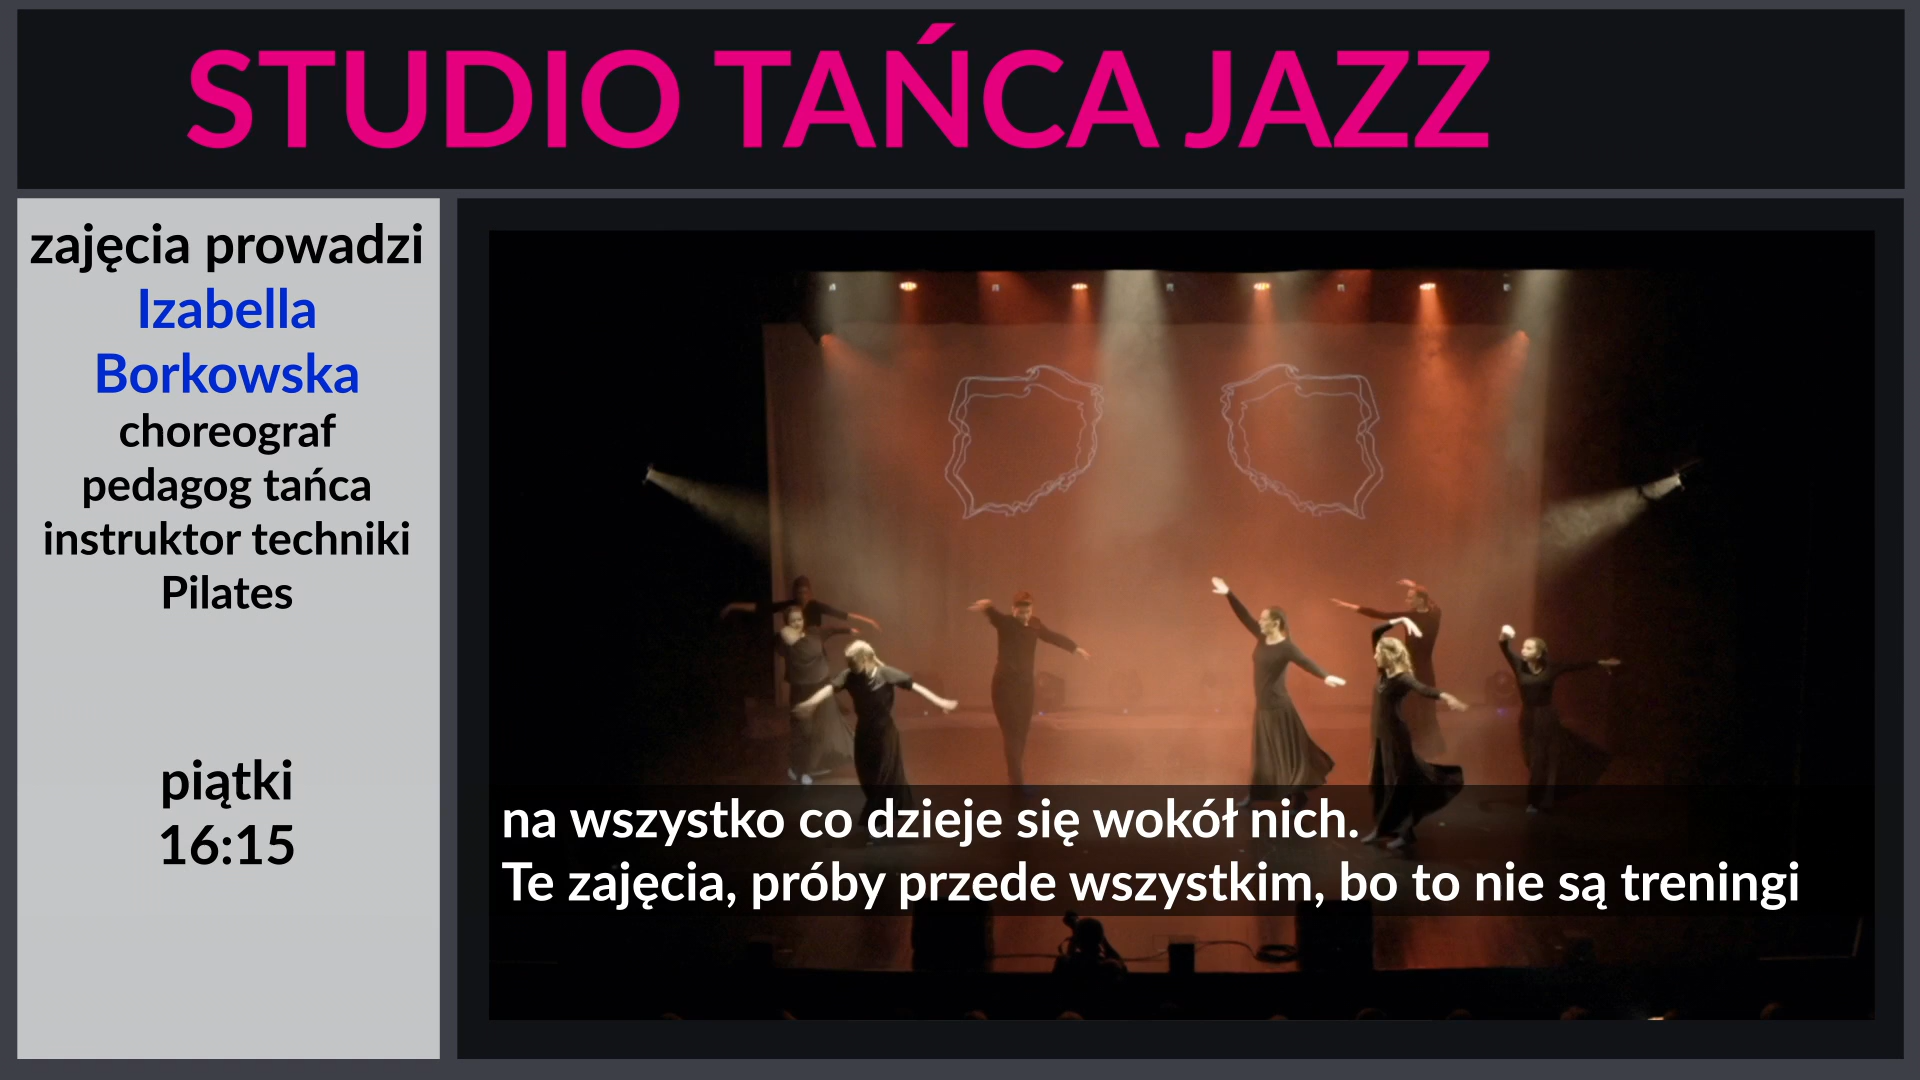 STUDIO TAŃCA JAZZ
zajęcia prowadzi
Izabella
Borkowska
choreograf
pedagog tańca
instruktor techniki
Pilates
piątki
16:15
na wszystko co dzieje się wokół nich.
Te zajęcia, próby przede wszystkim, bo to nie są treningi